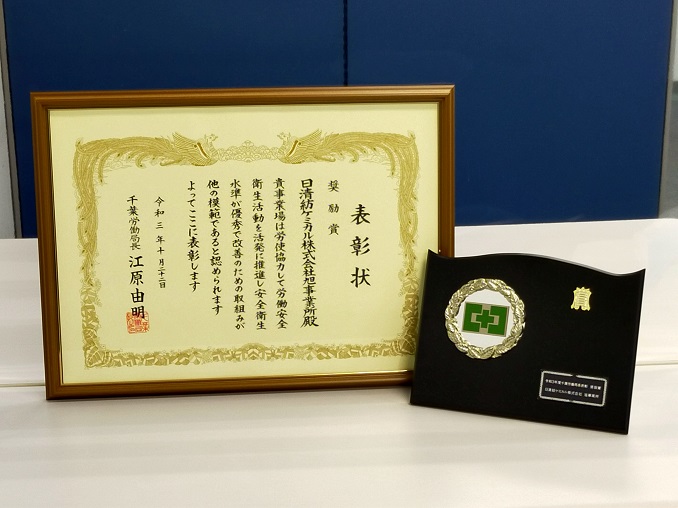 表彰状
奨励賞
日清紡ケミカル株式会社旭事業所殿
貴事業場は労使協力して労働安全
衛生活動を活発に推進し安全衛生
水準が優秀で改善のための取組みが
他の模範であると認められます
よってここに表彰します
令和三年十月二十二日
千葉労働局長 江原由明
賞